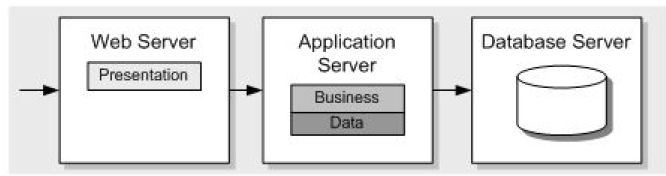 Web Server
Presentation
Application
Server
Business
Data
Database Server